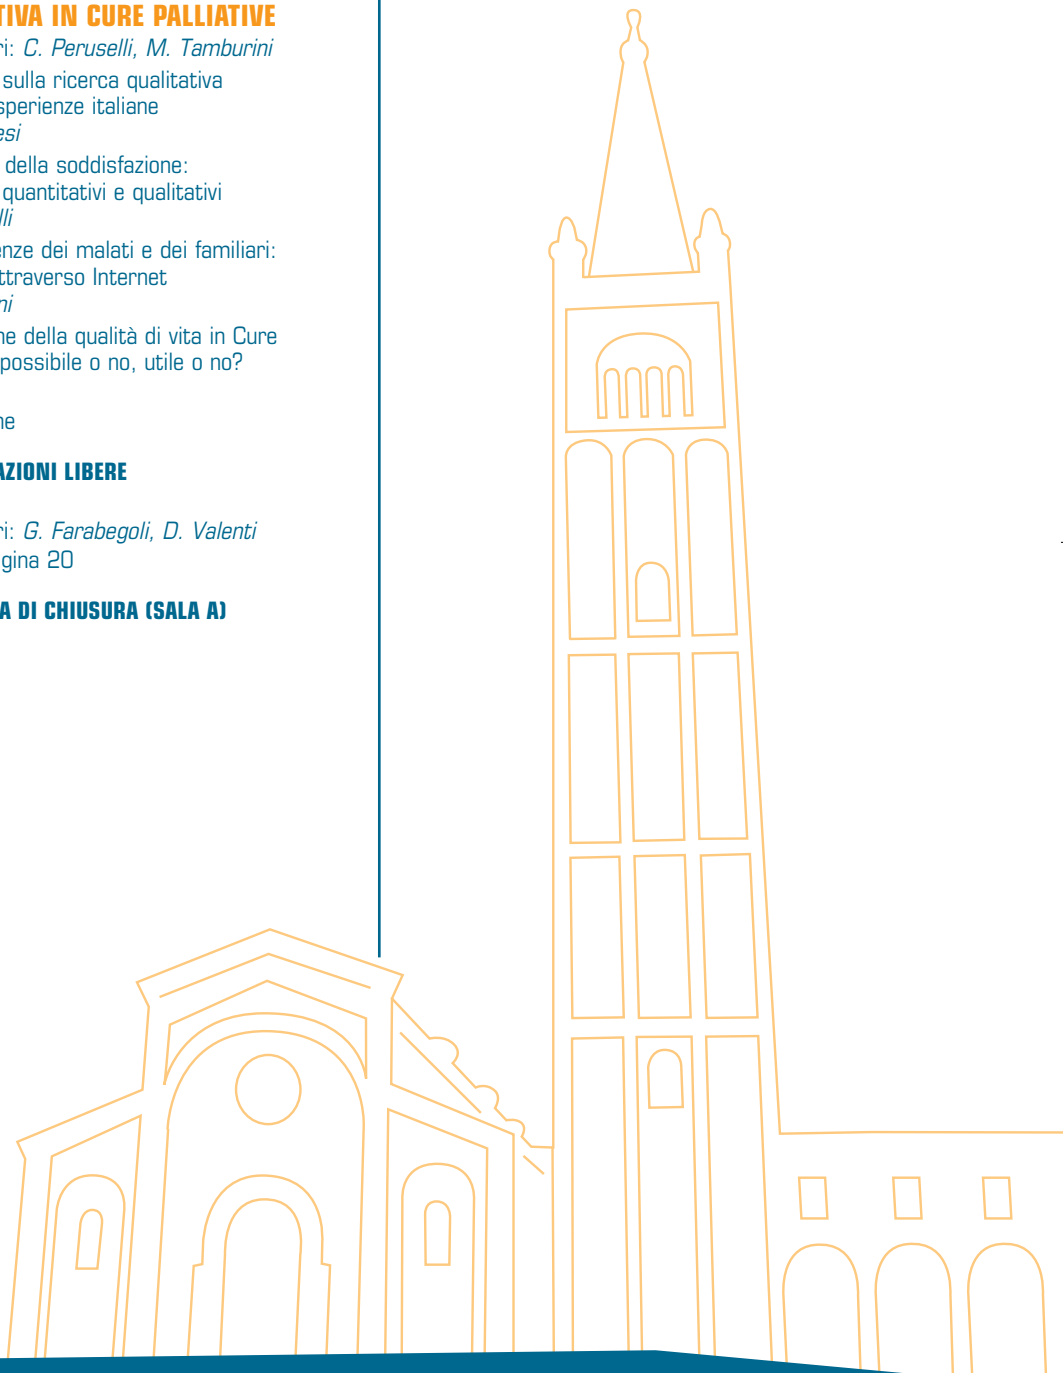 TIVA IN CURE PALLIATIVE
ri: C. Peruselli, M. Tamburini
sulla ricerca qualitativa
sperienze italiane
esi
della soddisfazione:
quantitativi e qualitativi
lli
enze dei malati e dei familiari:
ttraverso Internet
ni
ne della qualità di vita in Cure
possibile o no, utile o no?
ne
AZIONI LIBERE
ri: G. Farabegoli, D. Valenti
gina 20
A DI CHIUSURA (SALA A)